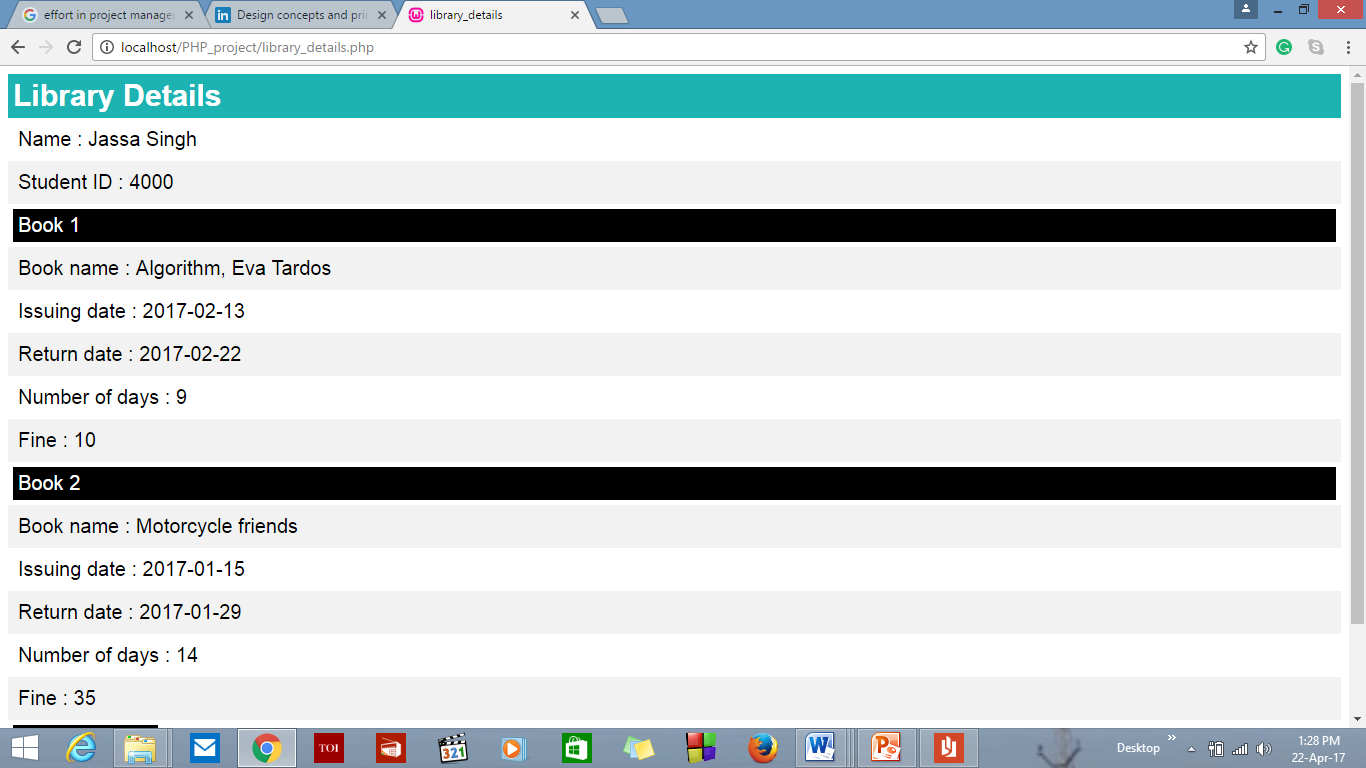 effort in project manager
Design concepts and prin
library_details
localhost/PHP_project/library_details.php
Library Details
Name : Jassa Singh
Student ID : 4000
Book 1
Book name : Algorithm, Eva Tardos
Issuing date : 2017-02-13
Return date : 2017-02-22
Number of days : 9
Fine : 10
Book 2
Book name : Motorcycle friends
Issuing date : 2017-01-15
Return date : 2017-01-29
Number of days : 14
Fine : 35
TOI
321
Desktop
1:28 PM
22-Apr-17